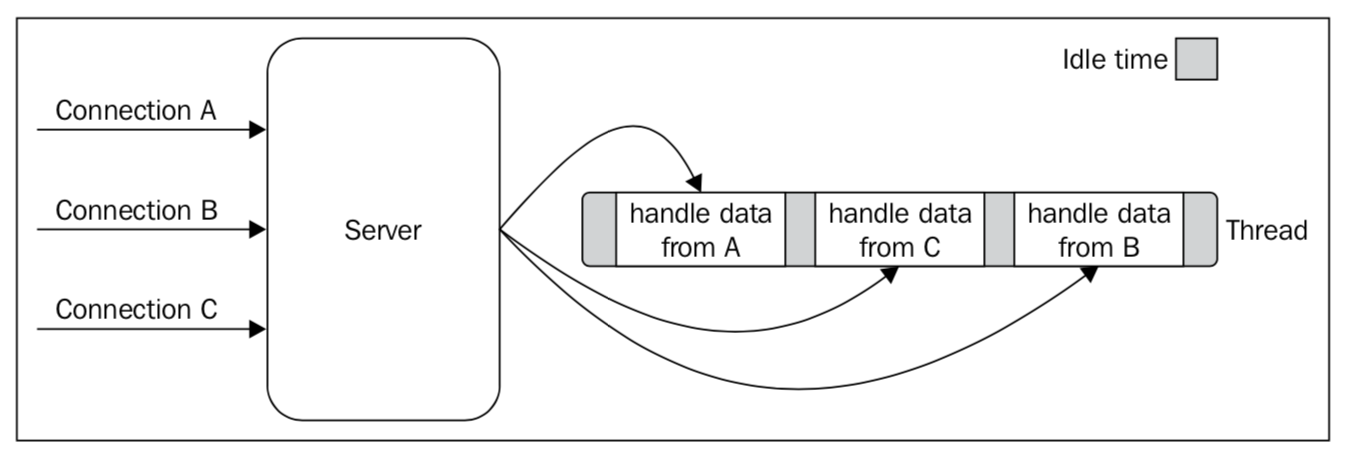 Idle time
Connection A
Connection B
Connection C
Server
handle data
from A
handle data
from C
handle data
from B
Thread